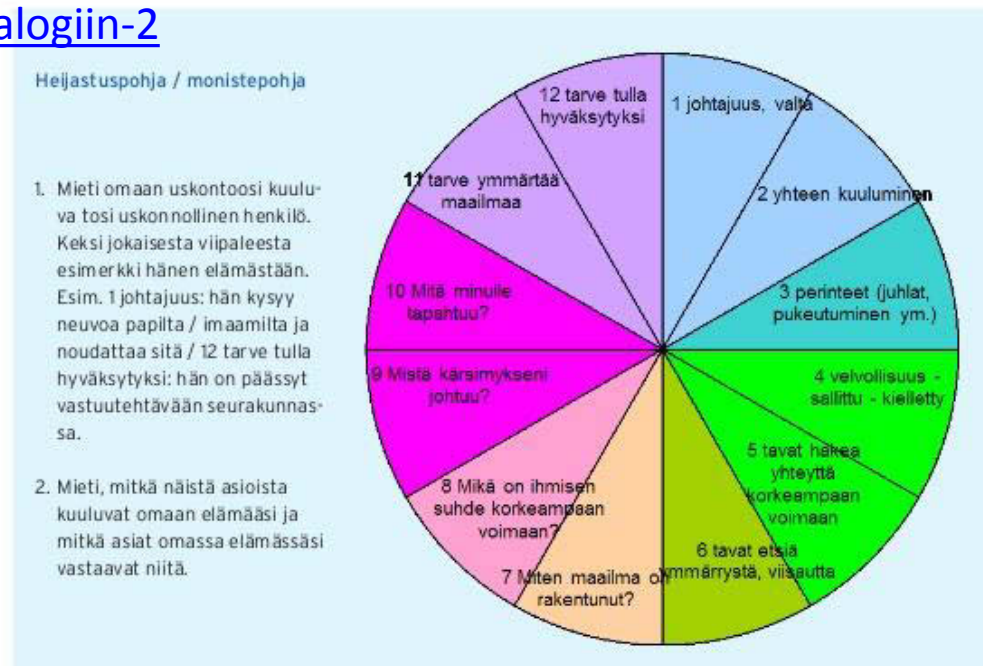 alogiin-2
Heijastuspohja / monistepohja
1. Mieti omaan uskontoosi kuulu-
va tosi uskonnollinen henkilö.
Keksi jokaisesta viipaleesta
esimerkki hänen elämästään.
Esim. 1 johtajuus: hän kysyy
neuvoa papilta / imaamilta ja
noudattaa sitä / 12 tarve tulla
hyväksytyksi: hän on päässyt
vastuutehtävään seurakunnas-
sa.
2. Mieti, mitkä näistä asioista
kuuluvat omaan elämääsi ja
mitkä asiat omassa elämässäsi
vastaavat niitä.
1 johtajuus, valta
2 yhteen kuuluminen
3 perinteet (juhlat,
pukeutuminen ym.)
4 velvollisuus -
sallittu - kielletty
5 tavat hakea
yhteyttä
korkeampaan
voimaan
6 tavat etsiä
ymmärrystä, viisautta
7 Miten maailma on
rakentunut?
8 Mikä on ihmisen
suhde korkeampaan
voimaan?
9 Mistä kärsimykseni
johtuu?
10 Mitä minulle
tapahtuu?
11 tarve ymmärtää
maailmaa
12 tarve tulla
hyväksytyksi